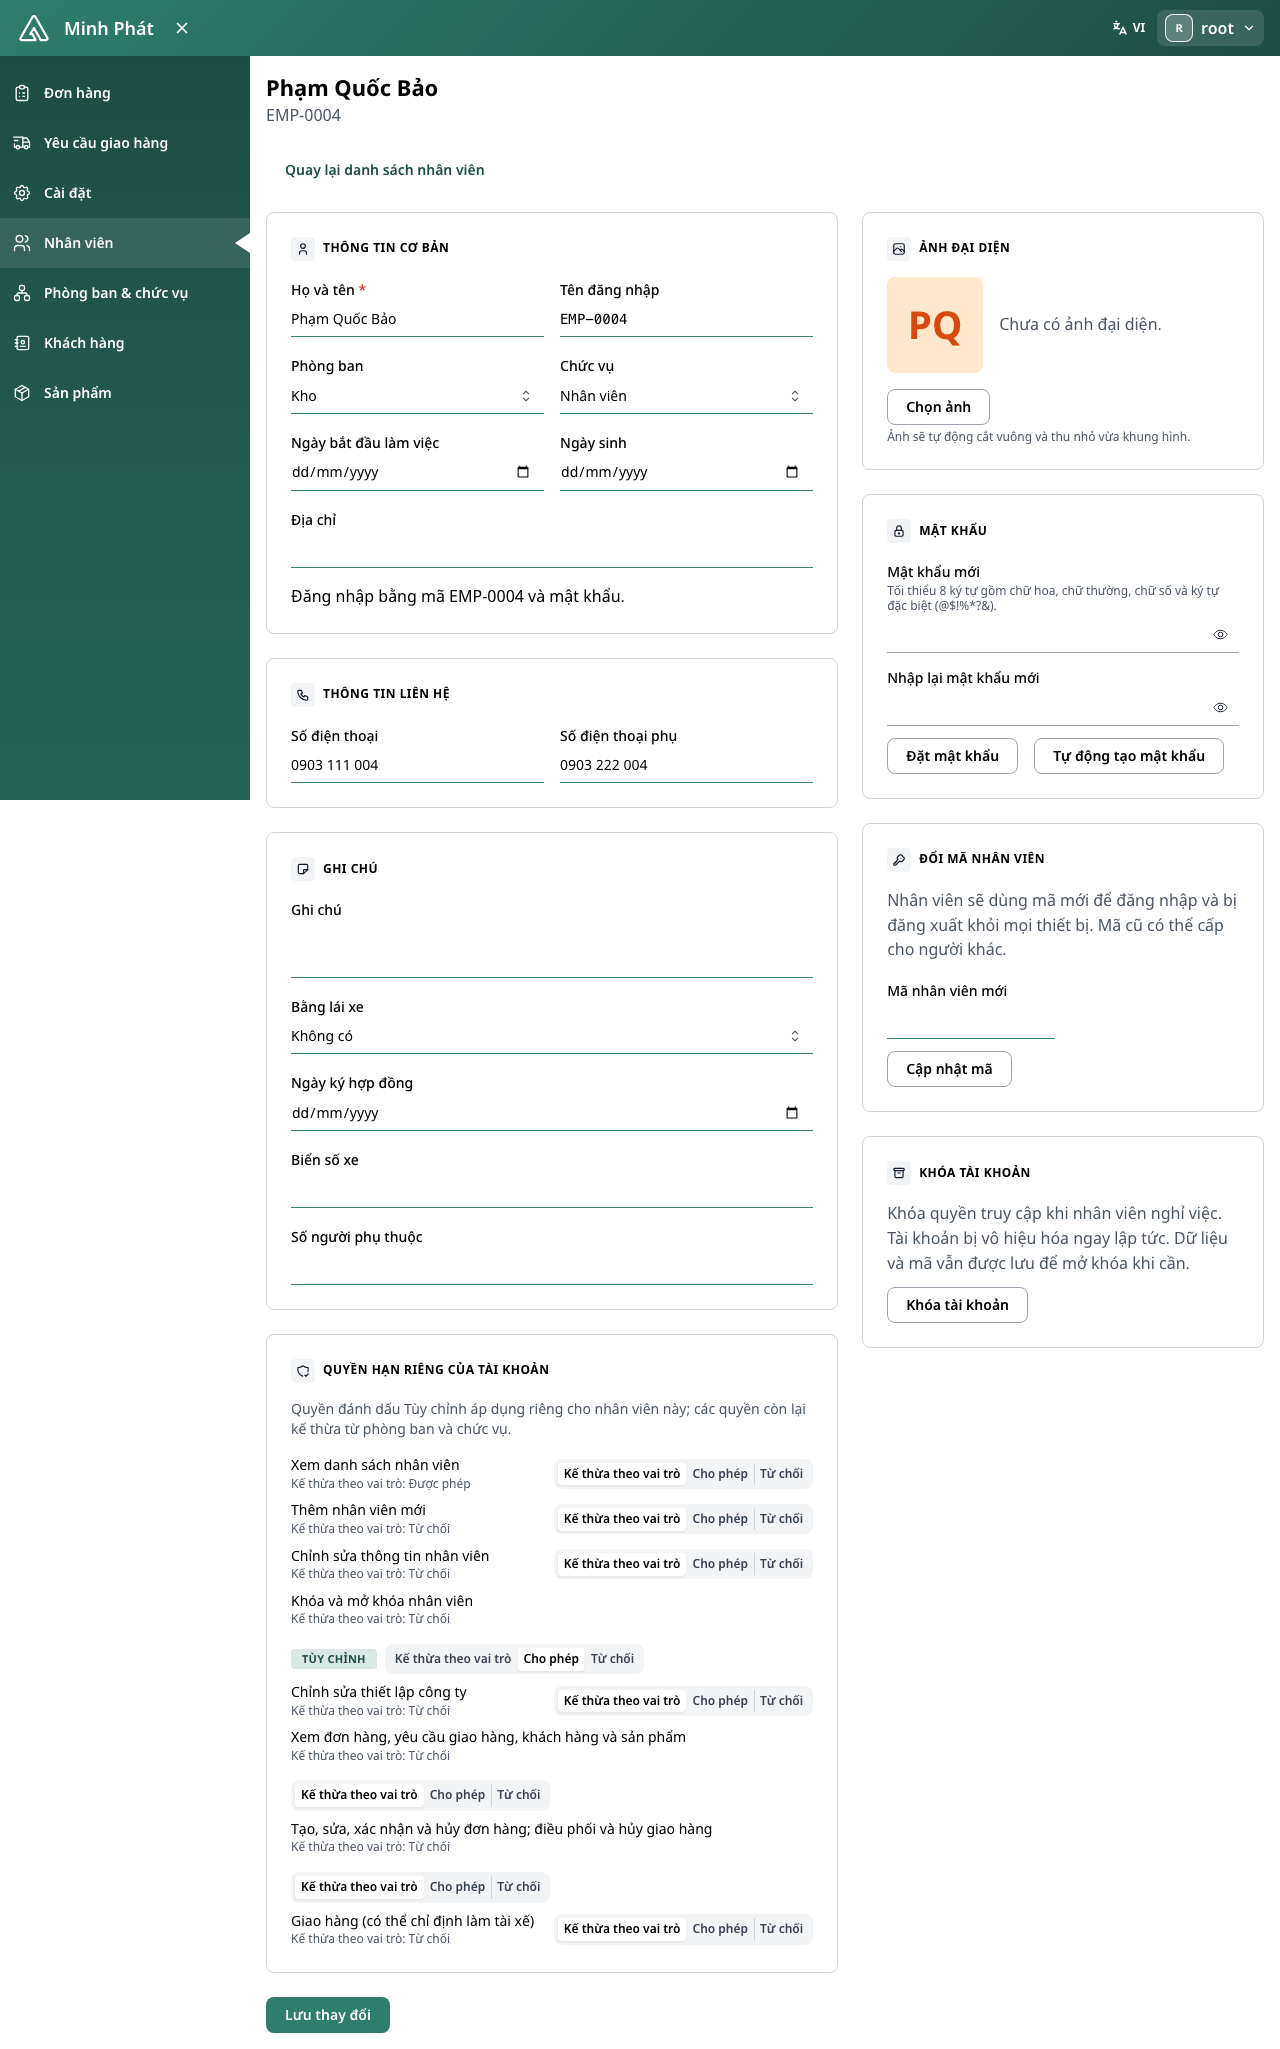 Minh Phát
VI
R
root
Đơn hàng
Yêu cầu giao hàng
Cài đặt
Nhân viên
Phòng ban & chức vụ
Khách hàng
Sản phẩm
Phạm Quốc Bảo
EMP-0004
Quay lại danh sách nhân viên
THÔNG TIN CƠ BẢN
Họ và tên *
Tên đăng nhập
Phạm Quốc Bảo
EMP-0004
Phòng ban
Chức vụ
Kho
Nhân viên
Ngày bắt đầu làm việc
Ngày sinh
dd/mm/yyyy
dd/mm/yyyy
Địa chỉ
Đăng nhập bằng mã EMP-0004 và mật khẩu.
THÔNG TIN LIÊN HỆ
Số điện thoại
Số điện thoại phụ
0903 111 004
0903 222 004
GHI CHÚ
Ghi chú
Bằng lái xe
Không có
Ngày ký hợp đồng
dd/mm/yyyy
Biển số xe
Số người phụ thuộc
QUYỀN HẠN RIÊNG CỦA TÀI KHOẢN
Quyền đánh dấu Tùy chỉnh áp dụng riêng cho nhân viên này; các quyền còn lại
kế thừa từ phòng ban và chức vụ.
Xem danh sách nhân viên
Kế thừa theo vai trò: Được phép
Kế thừa theo vai trò Cho phép Từ chối
Thêm nhân viên mới
Kế thừa theo vai trò: Từ chối
Kế thừa theo vai trò Cho phép Từ chối
Chỉnh sửa thông tin nhân viên
Kế thừa theo vai trò: Từ chối
Kế thừa theo vai trò Cho phép Từ chối
Khóa và mở khóa nhân viên
Kế thừa theo vai trò: Từ chối
TÙY CHỈNH Kế thừa theo vai trò Cho phép Từ chối
Chỉnh sửa thiết lập công ty
Kế thừa theo vai trò: Từ chối
Kế thừa theo vai trò Cho phép Từ chối
Xem đơn hàng, yêu cầu giao hàng, khách hàng và sản phẩm
Kế thừa theo vai trò: Từ chối
Kế thừa theo vai trò Cho phép Từ chối
Tạo, sửa, xác nhận và hủy đơn hàng; điều phối và hủy giao hàng
Kế thừa theo vai trò: Từ chối
Kế thừa theo vai trò Cho phép Từ chối
Giao hàng (có thể chỉ định làm tài xế)
Kế thừa theo vai trò: Từ chối
Kế thừa theo vai trò Cho phép Từ chối
Lưu thay đổi
ẢNH ĐẠI DIỆN
PQ
Chưa có ảnh đại diện.
Chọn ảnh
Ảnh sẽ tự động cắt vuông và thu nhỏ vừa khung hình.
MẬT KHẨU
Mật khẩu mới
Tối thiểu 8 ký tự gồm chữ hoa, chữ thường, chữ số và ký tự
đặc biệt (@$!%*?&).
Nhập lại mật khẩu mới
Đặt mật khẩu
Tự động tạo mật khẩu
ĐỔI MÃ NHÂN VIÊN
Nhân viên sẽ dùng mã mới để đăng nhập và bị
đăng xuất khỏi mọi thiết bị. Mã cũ có thể cấp
cho người khác.
Mã nhân viên mới
Cập nhật mã
KHÓA TÀI KHOẢN
Khóa quyền truy cập khi nhân viên nghỉ việc.
Tài khoản bị vô hiệu hóa ngay lập tức. Dữ liệu
và mã vẫn được lưu để mở khóa khi cần.
Khóa tài khoản